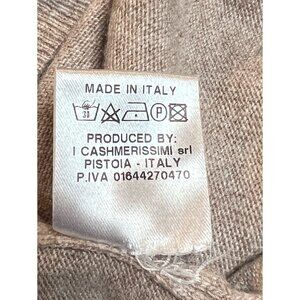 MADE IN ITALY
30 P
PRODUCED BY:
I CASHMERISSIMI srl
PISTOIA - ITALY
P.IVA 01644270470